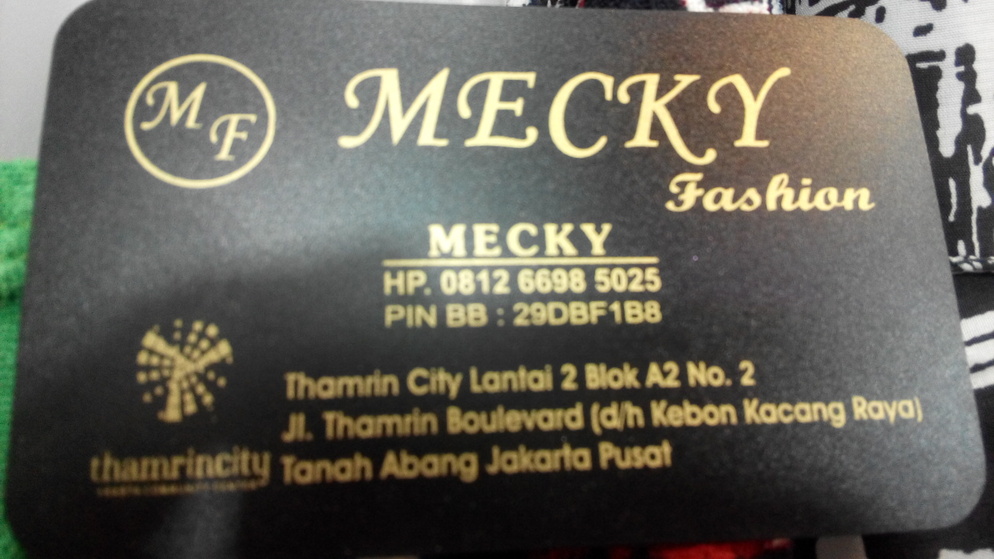 MF
MECKY
Fashion
MECKY
HP. 0812 6698 5025
PIN BB : 29DBF1B8
Thamrin City Lantai 2 Blok A2 No. 2
Jl. Thamrin Boulevard (d/h Kebon Kacang Raya)
thamrincity Tanah Abang Jakarta Pusat